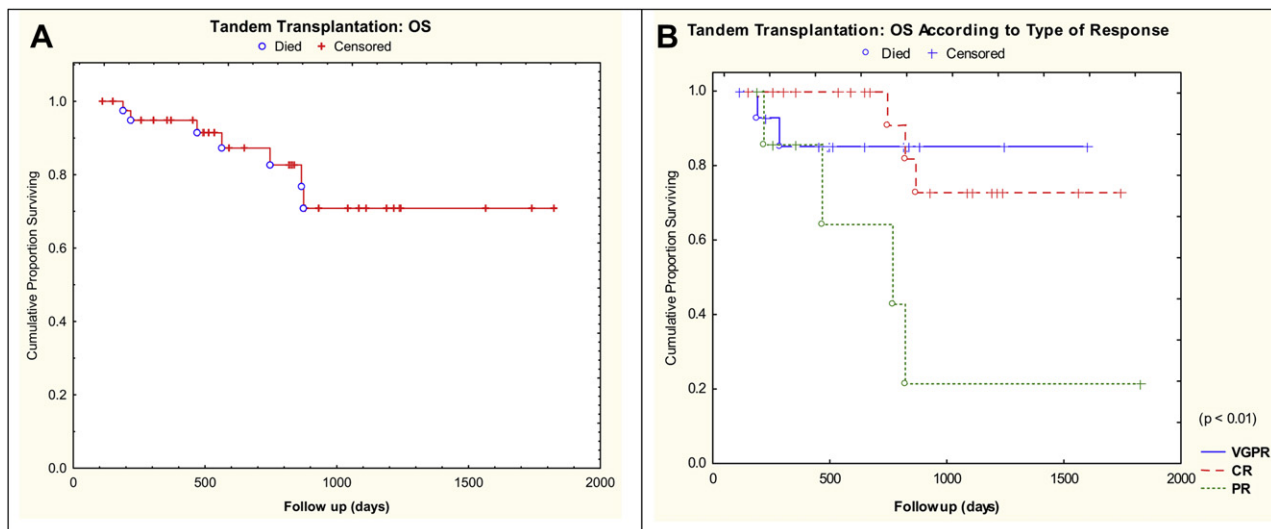 A
Tandem Transplantation: OS
Died Censored
Cumulative Proportion Surviving
1.0
0.8
0.6
0.4
0.2
0.0
0 500 1000 1500 2000
Follow up (days)
B
Tandem Transplantation: OS According to Type of Response
Died Censored
Cumulative Proportion Surviving
1.0
0.8
0.6
0.4
0.2
0.0
0 500 1000 1500 2000
Follow up (days)
(p < 0.01)
VGPR
CR
PR